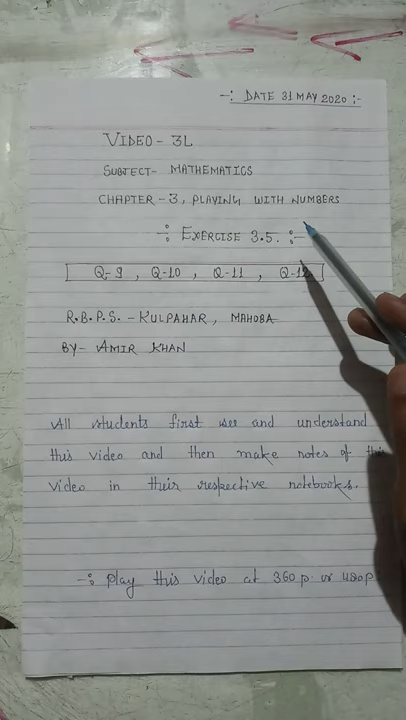 -: DATE 31 MAY 2020 :-
VIDEO - 3L
SUBJECT- MATHEMATICS
CHAPTER - 3, PLAYING WITH NUMBERS
-: EXERCISE 3.5. :-
Q-9 , Q-10 , Q-11 , Q-12.
R.B.P.S. - KULPAHAR, MAHOBA
BY- AMIR KHAN
All students first see and understand
this video and then make notes of this
video in their respective notebooks.
-: Play this video at 360 p. or 480p